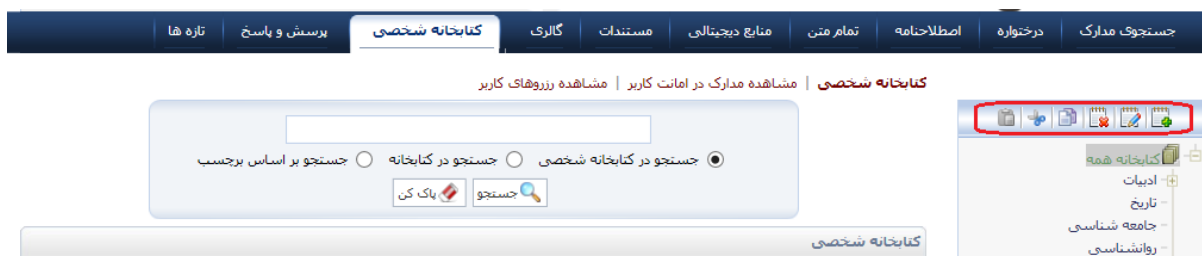 جستجوی مدارک درختواره اصطلاحنامه تمام متن منابع دیجیتالی مستندات گالری کتابخانه شخصی پرسش و پاسخ تازه ها
کتابخانه شخصی | مشاهده مدارک در امانت کاربر | مشاهده رزروهای کاربر
جستجو در کتابخانه شخصی جستجو در کتابخانه جستجو بر اساس برچسب
جستجو پاک کن
کتابخانه شخصی
کتابخانه همه
ادبیات
تاریخ
جامعه شناسی
روانشناسی